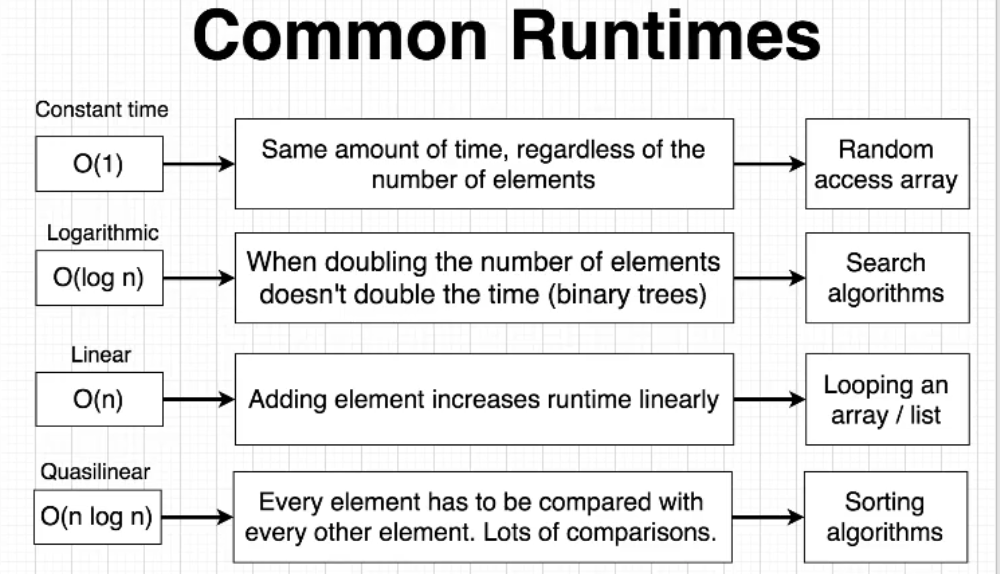 Common Runtimes
Constant time
O(1)
Same amount of time, regardless of the
number of elements
Random
access array
Logarithmic
O(log n)
When doubling the number of elements
doesn't double the time (binary trees)
Search
algorithms
Linear
O(n)
Adding element increases runtime linearly
Looping an
array / list
Quasilinear
O(n log n)
Every element has to be compared with
every other element. Lots of comparisons.
Sorting
algorithms